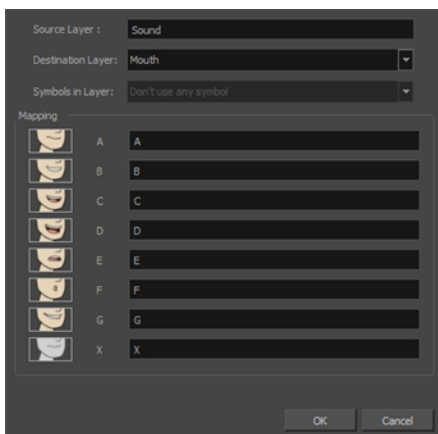 Source Layer : Sound
Destination Layer: Mouth
Symbols in Layer: Don't use any symbol
Mapping
A A
B B
C C
D D
E E
F F
G G
X X
OK Cancel